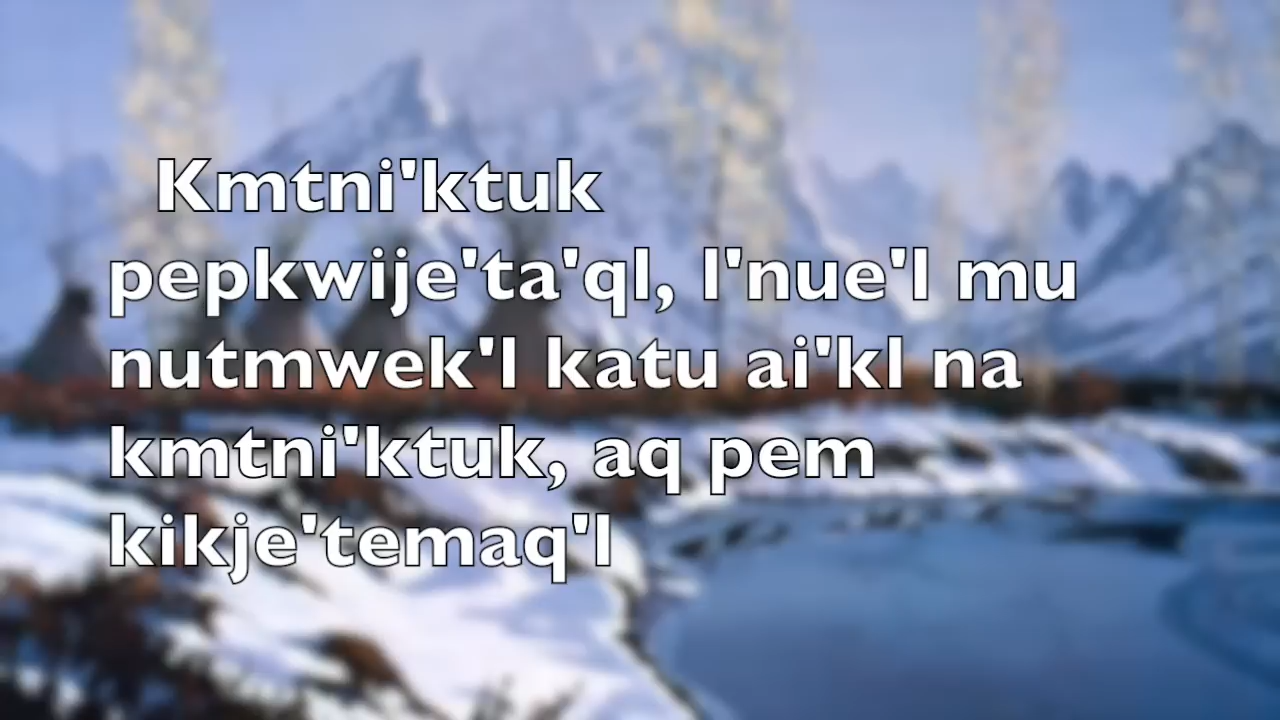 Kmtni'ktuk
pepkwije'ta'ql, l'nue'l mu
nutmwek'l katu ai'kl na
kmtni'ktuk, aq pem
kikje'temaq'l